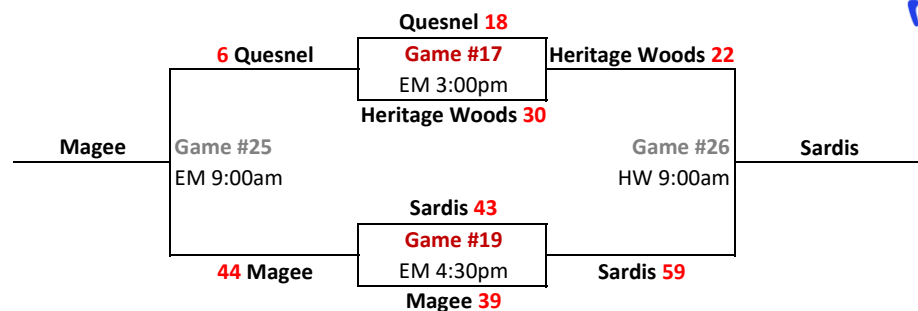 Quesnel 18
6 Quesnel
Game #17
Heritage Woods 22
EM 3:00pm
Heritage Woods 30
Magee
Game #25
Game #26
Sardis
EM 9:00am
HW 9:00am
Sardis 43
Game #19
44 Magee
EM 4:30pm
Sardis 59
Magee 39